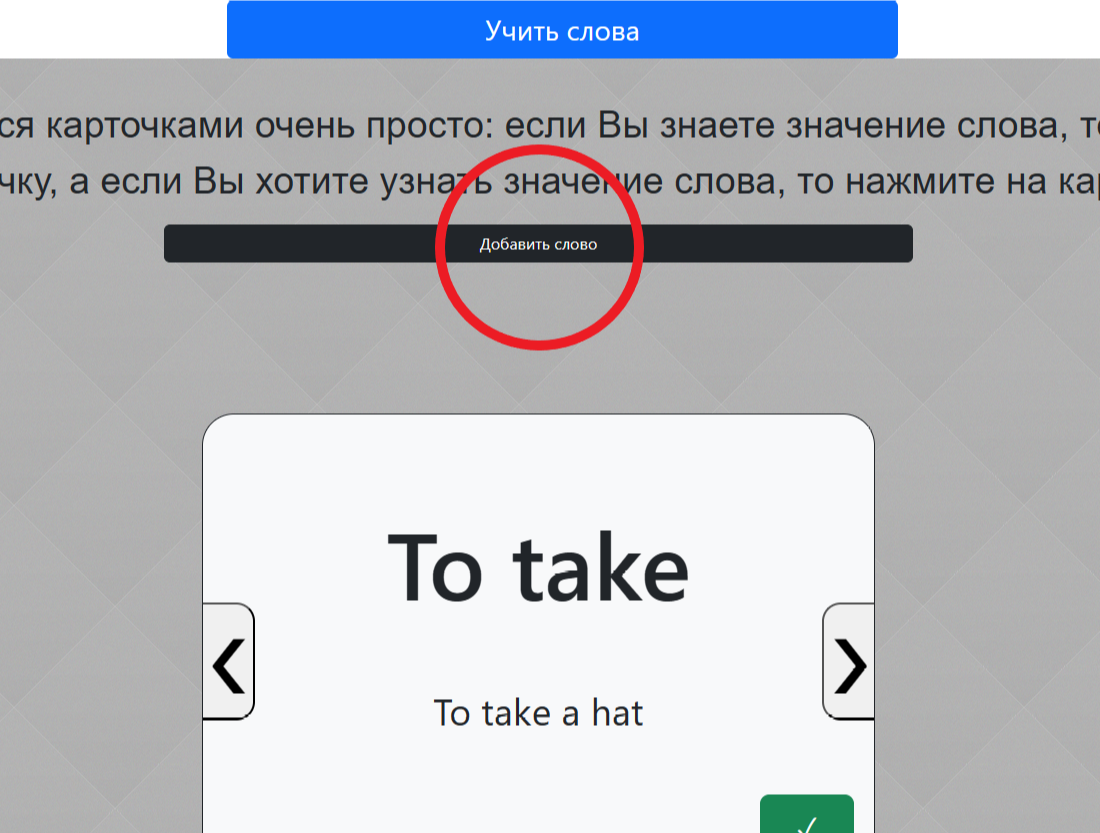 Учить слова
ся карточками очень просто: если Вы знаете значение слова, т
чку, а если Вы хотите узнать значение слова, то нажмите на ка
Добавить слово
To take
To take a hat